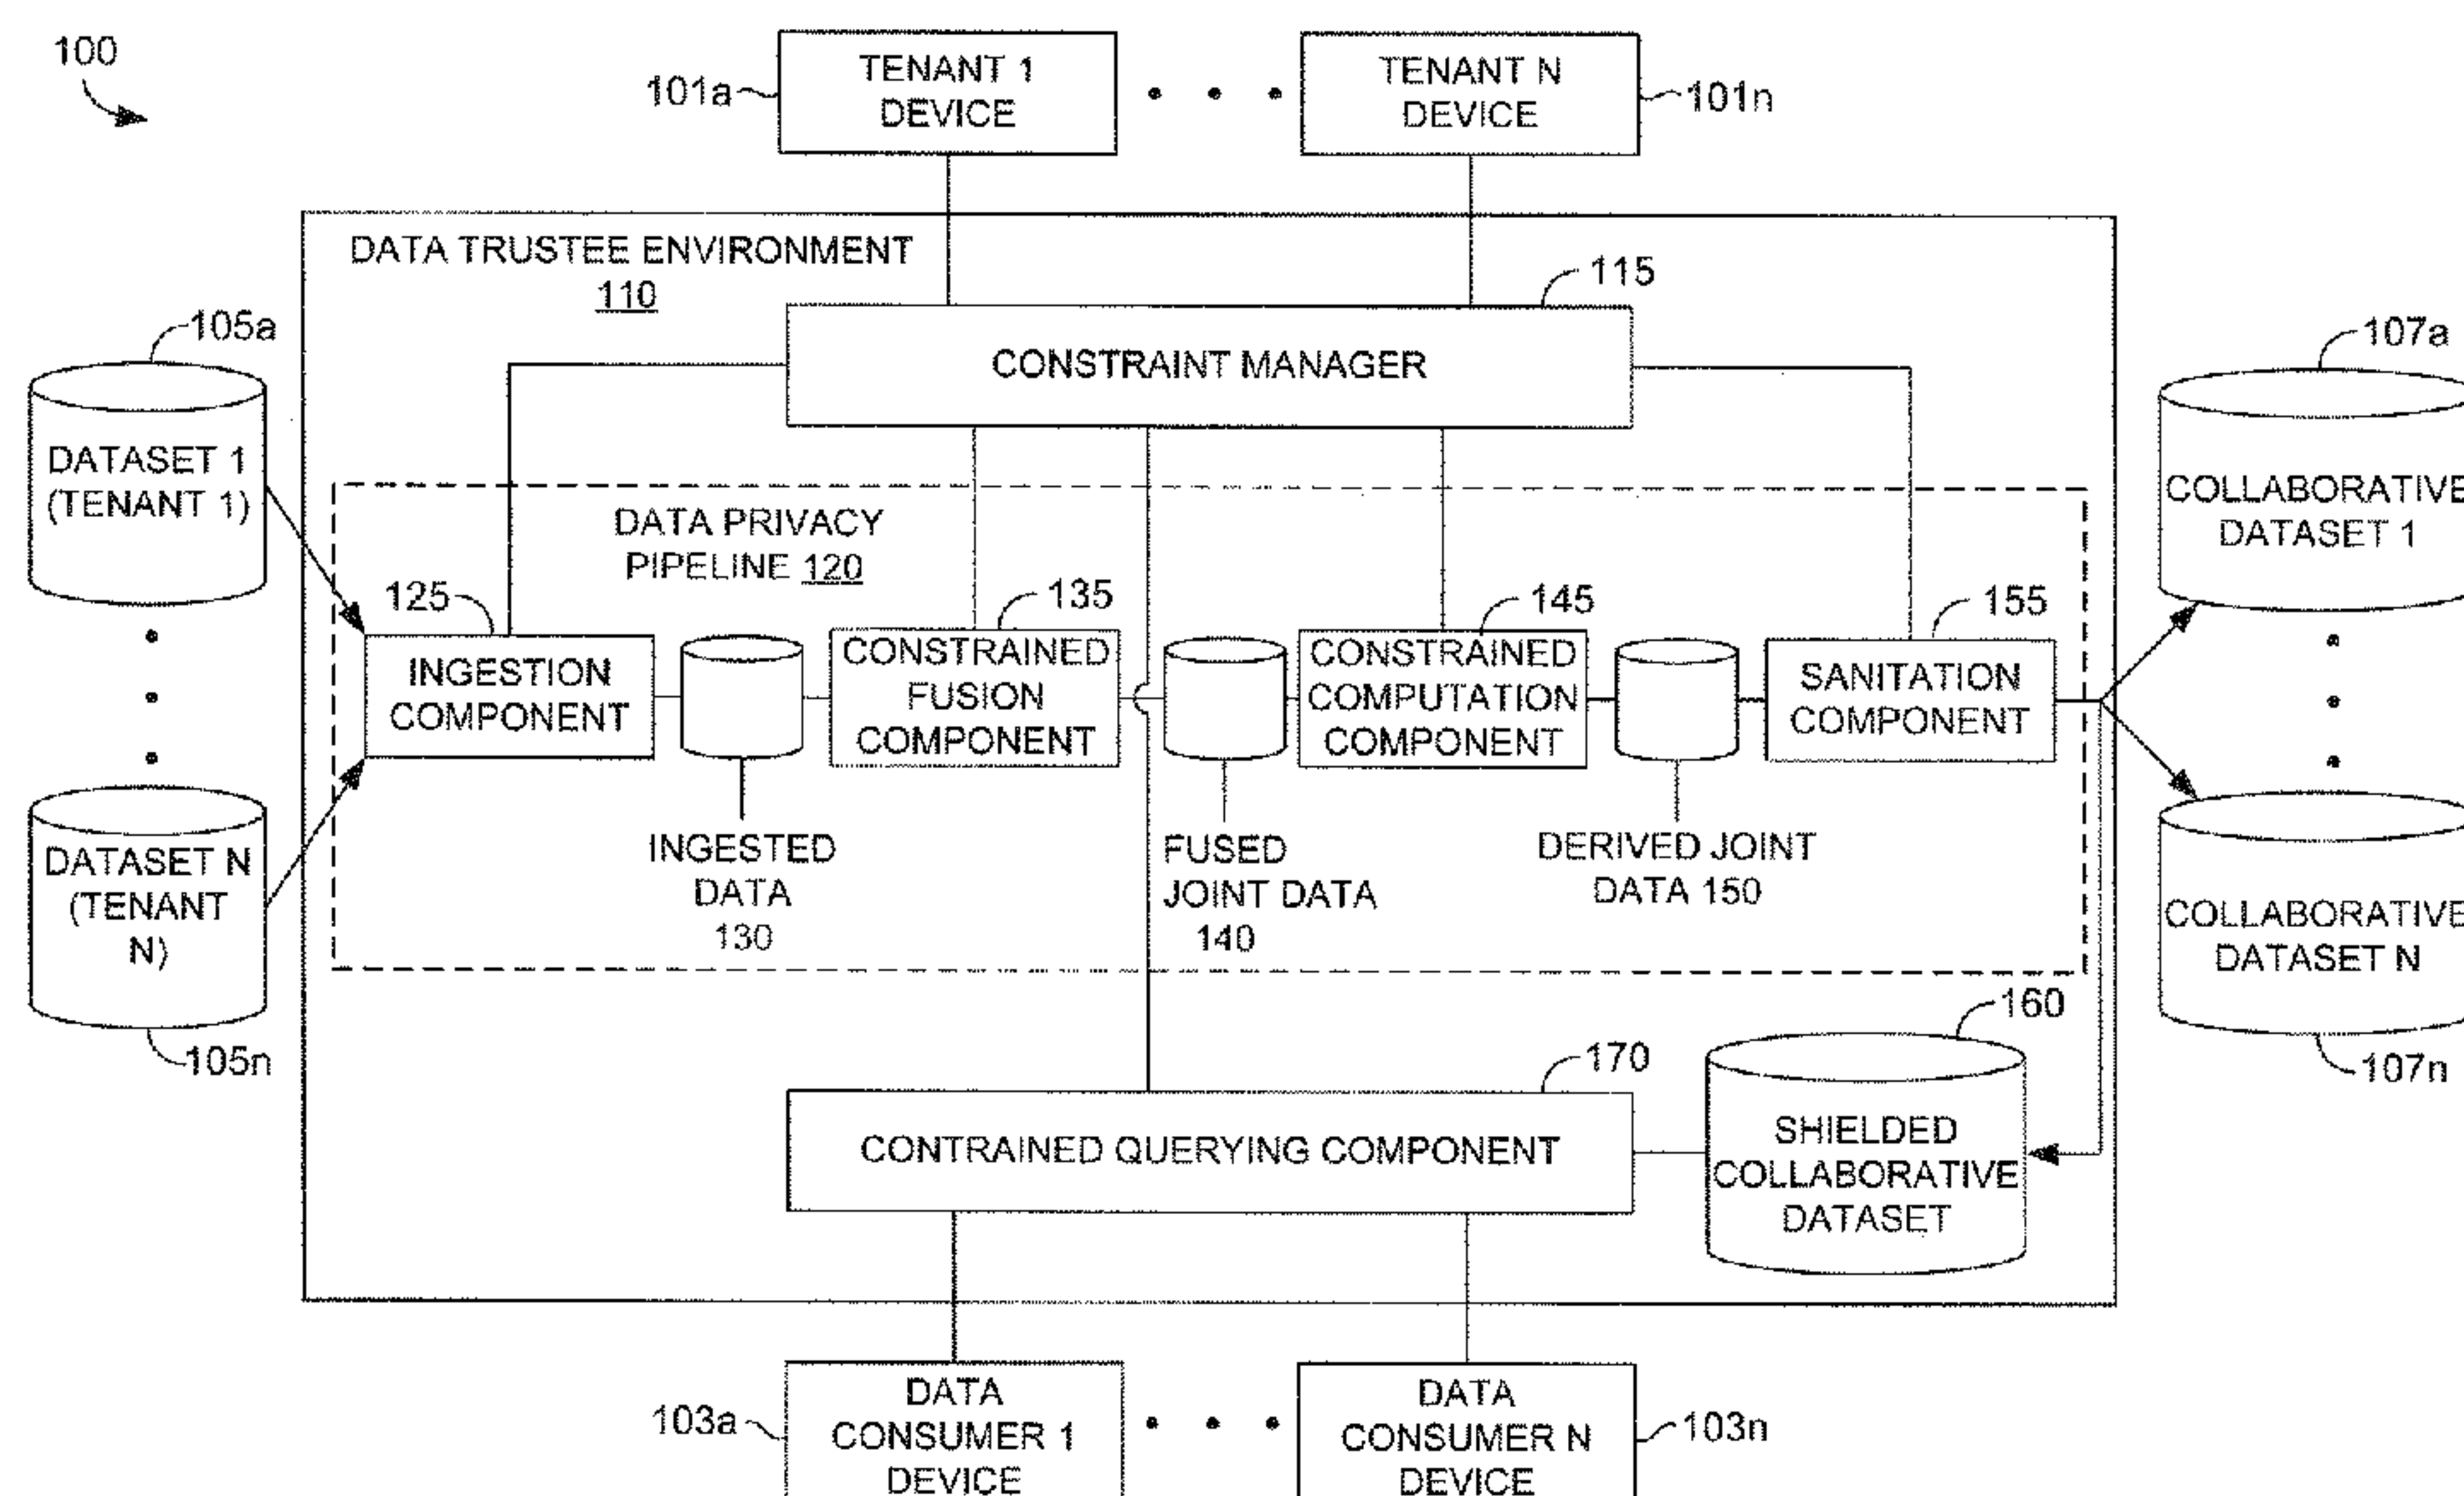 100
101a
TENANT 1
DEVICE
TENANT N
DEVICE
101n
DATA TRUSTEE ENVIRONMENT
110
115
CONSTRAINT MANAGER
105a
DATASET 1
(TENANT 1)
107a
COLLABORATIVE
DATASET 1
DATA PRIVACY
PIPELINE 120
125
INGESTION
COMPONENT
135
CONSTRAINED
FUSION
COMPONENT
145
CONSTRAINED
COMPUTATION
COMPONENT
155
SANITATION
COMPONENT
DATASET N
(TENANT
N)
105n
INGESTED
DATA
130
FUSED
JOINT DATA
140
DERIVED JOINT
DATA 150
COLLABORATIVE
DATASET N
107n
160
SHIELDED
COLLABORATIVE
DATASET
170
CONTRAINED QUERYING COMPONENT
103a
DATA
CONSUMER 1
DEVICE
DATA
CONSUMER N
DEVICE
103n